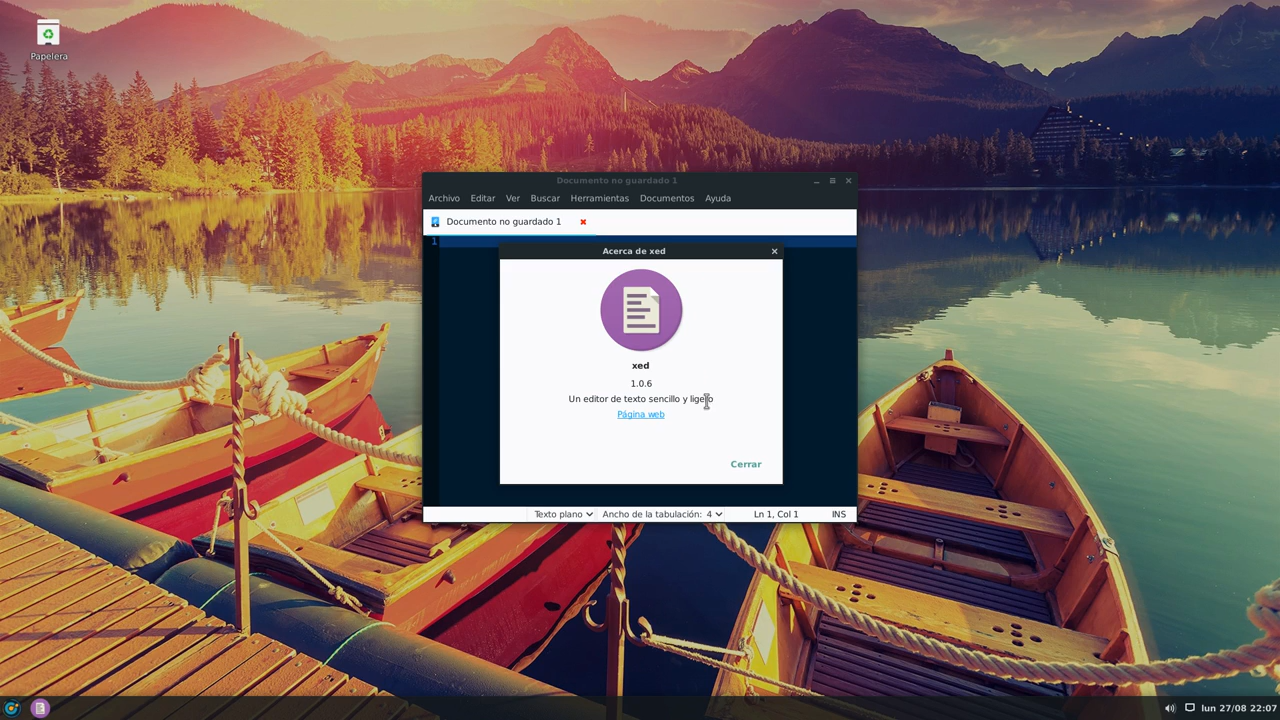 Papelera
Documento no guardado 1
Archivo Editar Ver Buscar Herramientas Documentos Ayuda
Documento no guardado 1
1
Acerca de xed
xed
1.0.6
Un editor de texto sencillo y ligero
Página web
Cerrar
Texto plano Ancho de la tabulación: 4 Ln 1, Col 1 INS
lun 27/08 22:07